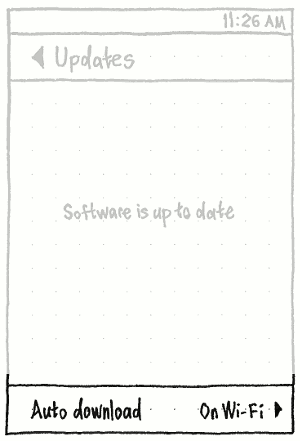 11:26 AM
Updates
Software is up to date
Auto download On Wi-Fi